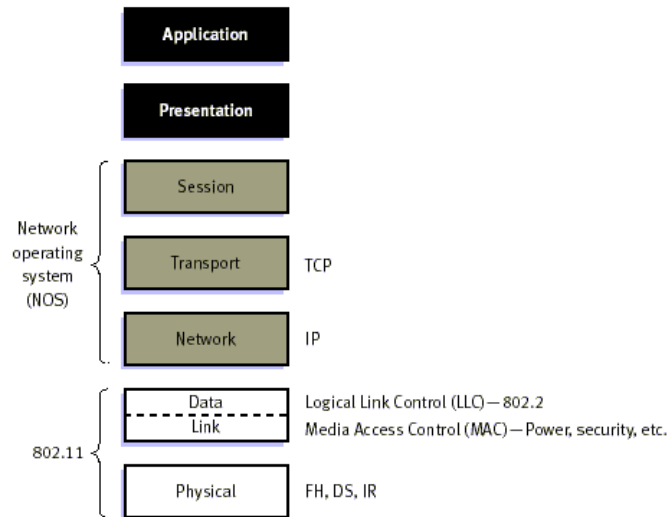 Application
Presentation
Session
Network
operating
system
(NOS)
Transport TCP
Network IP
Data Logical Link Control (LLC)—802.2
Link Media Access Control (MAC)—Power, security, etc.
802.11
Physical FH, DS, IR